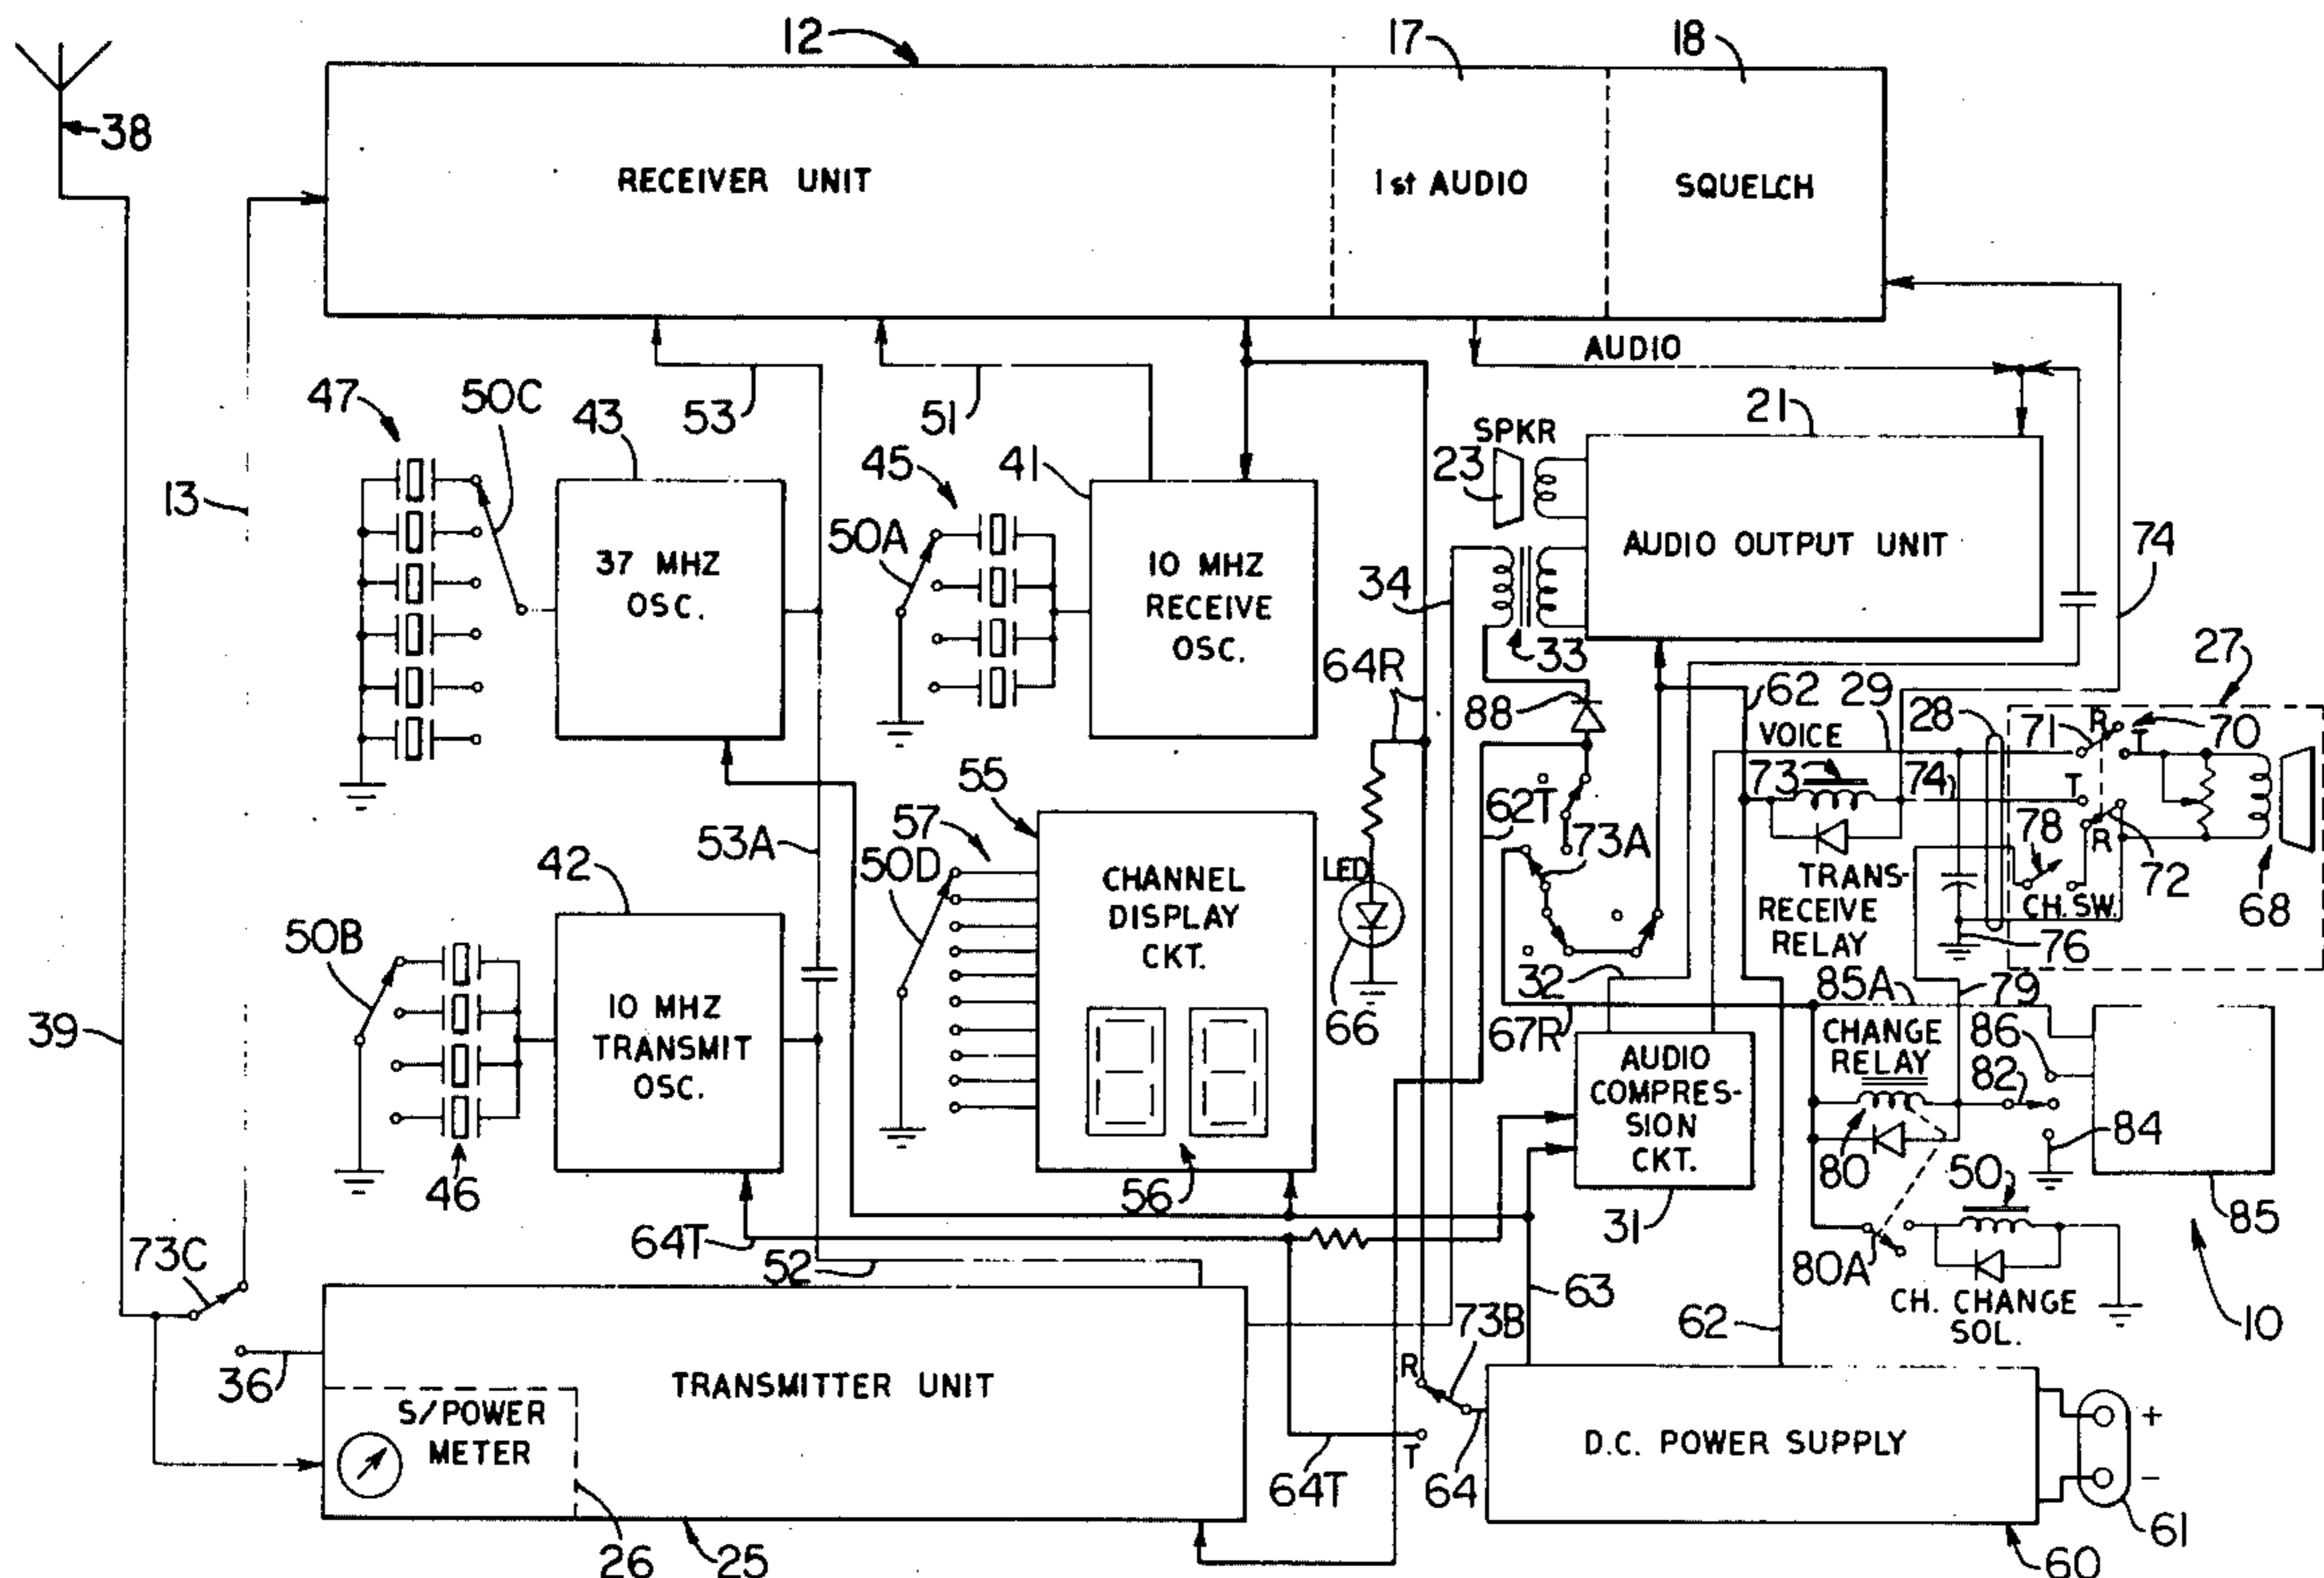 12
17
18
38
RECEIVER UNIT
1st AUDIO
SQUELCH
AUDIO
47
50C
43
53
51
21
SPKR
23
45
41
13
50A
37 MHZ
OSC.
10 MHZ
RECEIVE
OSC.
AUDIO OUTPUT UNIT
34
74
33
27
64R
88
62
29
28
VOICE
71
R
70
T
73
74
T
55
57
62T
78
R
53A
50D
73A
72
42
LED
TRANS-
RECEIVE
RELAY
CH. SW.
68
CHANNEL
DISPLAY
CKT.
50B
76
32
85A
79
39
10 MHZ
TRANSMIT
OSC.
66
67R
CHANGE
RELAY
86
82
AUDIO
COMPRES-
SION
CKT.
84
80
46
56
50
31
85
64T
73C
52
80A
63
CH. CHANGE
SOL.
10
73B
62
R
36
TRANSMITTER UNIT
S/POWER
METER
D.C. POWER SUPPLY
+
T
64T
64
−
26
25
61
60